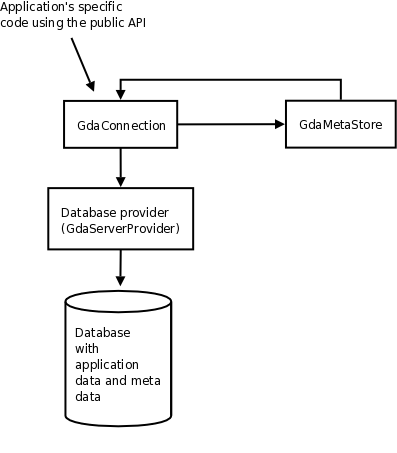 Application's specific
code using the public API
GdaConnection
GdaMetaStore
Database provider
(GdaServerProvider)
Database
with
application
data and meta
data